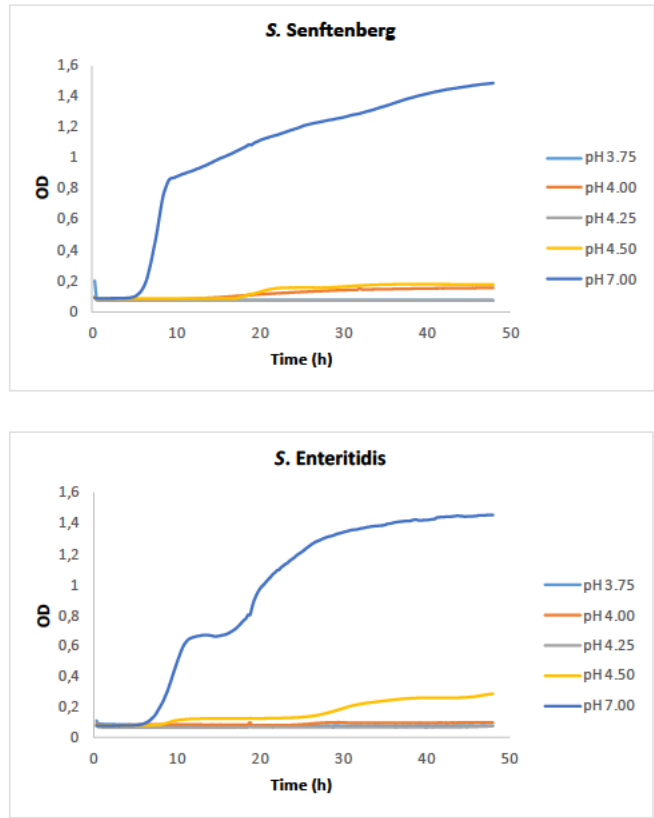 S. Senftenberg
1,6
1,4
1,2
1
0,8
0,6
0,4
0,2
0
OD
0 10 20 30 40 50
Time (h)
pH 3.75
pH 4.00
pH 4.25
pH 4.50
pH 7.00
S. Enteritidis
1,6
1,4
1,2
1
0,8
0,6
0,4
0,2
0
OD
0 10 20 30 40 50
Time (h)
pH 3.75
pH 4.00
pH 4.25
pH 4.50
pH 7.00